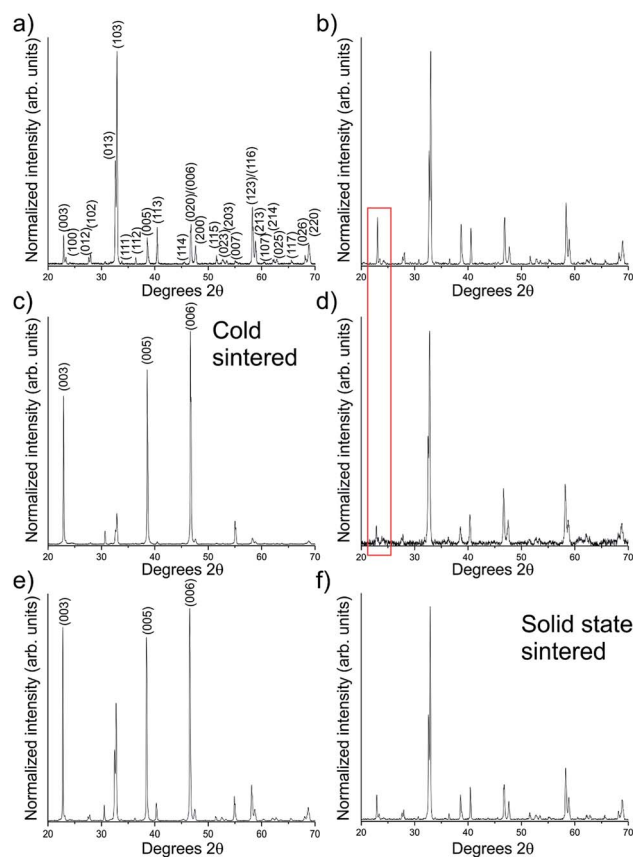 a)
Normalized intensity (arb. units)
(003)
(100)
(012)
(102)
(013)
(103)
(111)
(112)
(005)
(113)
(114)
(020)/(006)
(200)
(115)
(023)
(203)
(007)
(123)/(116)
(107)
(213)
(214)
(025)
(117)
(026)
(220)
20 30 40 50 60 70
Degrees 2θ
b)
Normalized intensity (arb. units)
20 30 40 50 60 70
Degrees 2θ
c)
Normalized intensity (arb. units)
(003)
(005)
(006)
Cold
sintered
20 30 40 50 60 70
Degrees 2θ
d)
Normalized intensity (arb. units)
20 30 40 50 60 70
Degrees 2θ
e)
Normalized intensity (arb. units)
(003)
(005)
(006)
20 30 40 50 60 70
Degrees 2θ
f)
Normalized intensity (arb. units)
Solid state
sintered
20 30 40 50 60 70
Degrees 2θ